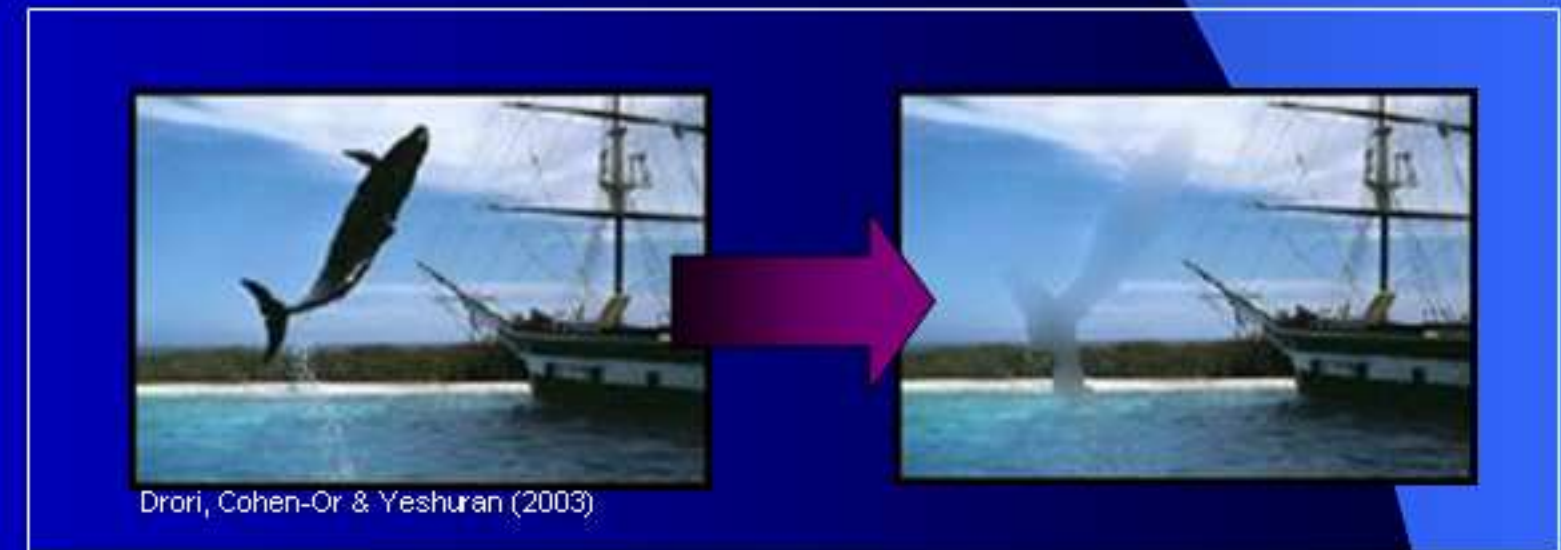 Drori, Cohen-Or & Yeshuran (2003)